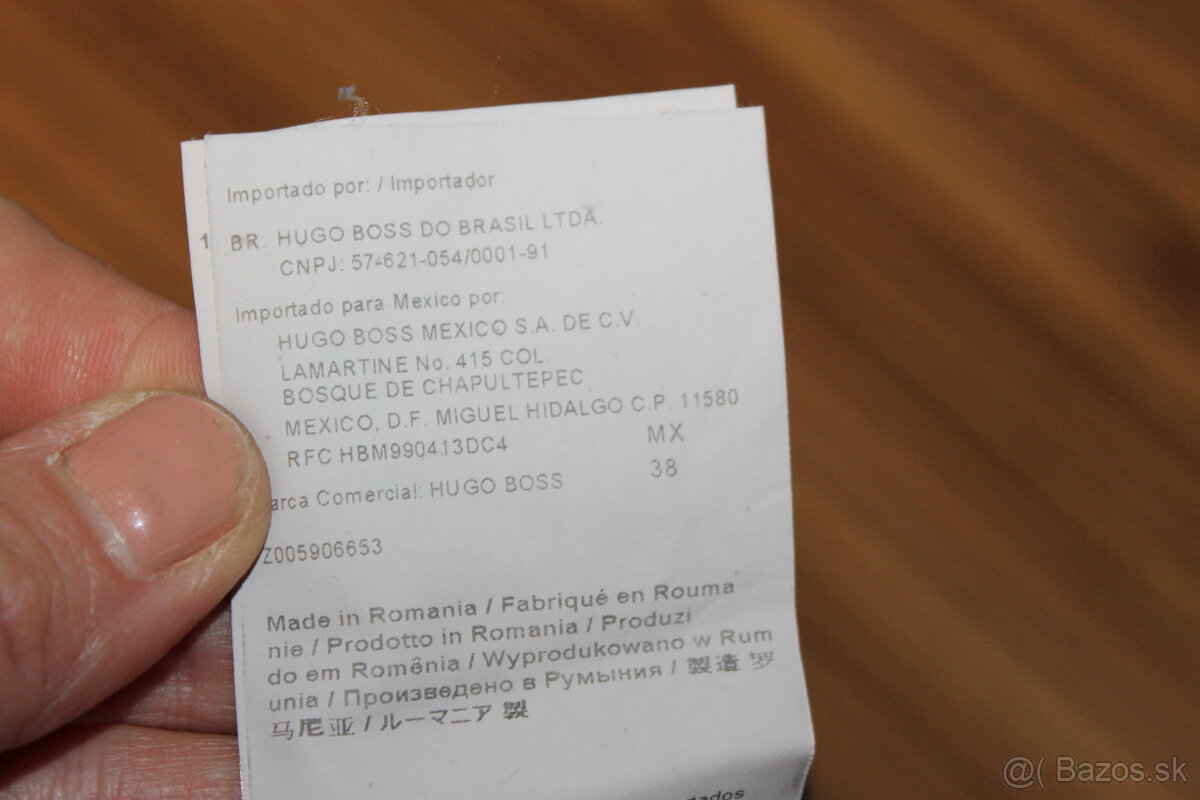 Importado por: / Importador
1
BR: HUGO BOSS DO BRASIL LTDA.
CNPJ: 57-621-054/0001-91
Importado para Mexico por:
HUGO BOSS MEXICO S.A. DE C.V.
LAMARTINE No. 415 COL.
BOSQUE DE CHAPULTEPEC
MEXICO, D.F. MIGUEL HIDALGO C.P. 11580
RFC HBM990413DC4 MX
arca Comercial: HUGO BOSS 38
Z005906653
Made in Romania / Fabriqué en Rouma
nie / Prodotto in Romania / Produzi
do em Romênia / Wyprodukowano w Rum
unia / Произведено в Румыния / 製造 罗
马尼亚 / ルーマニア 製
tados
@( Bazos.sk